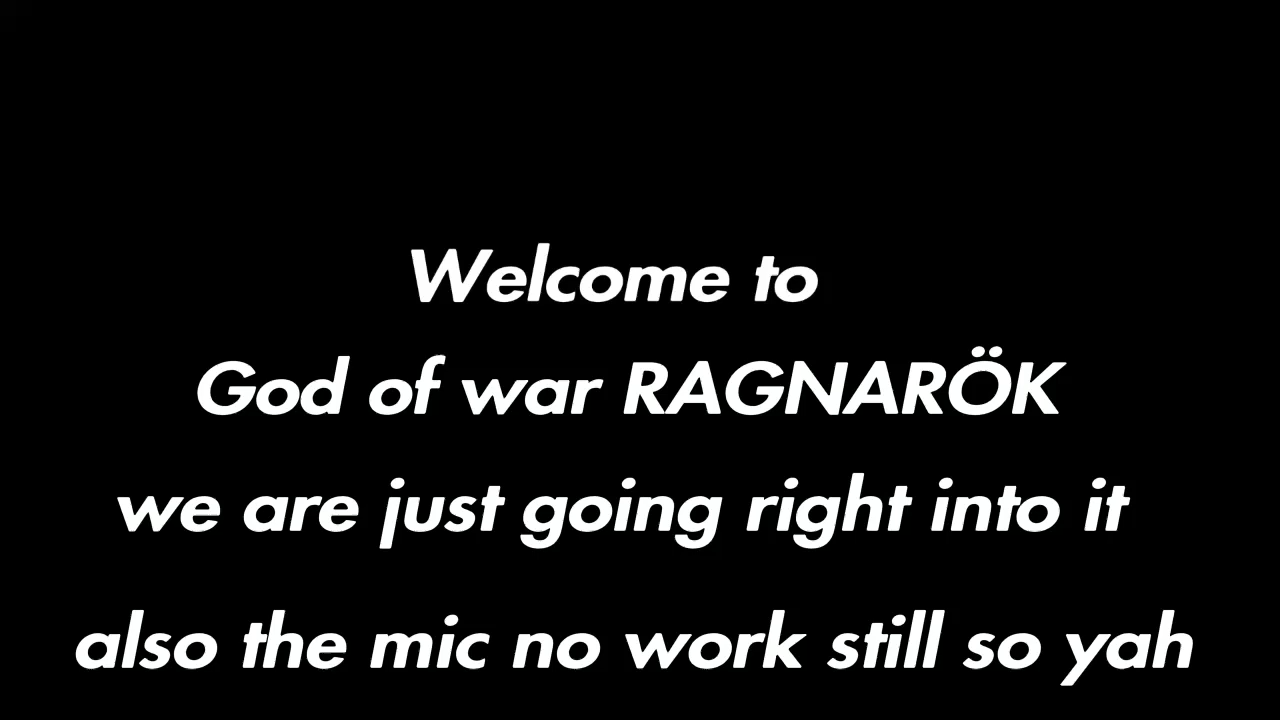 Welcome to
God of war RAGNARÖK
we are just going right into it
also the mic no work still so yah